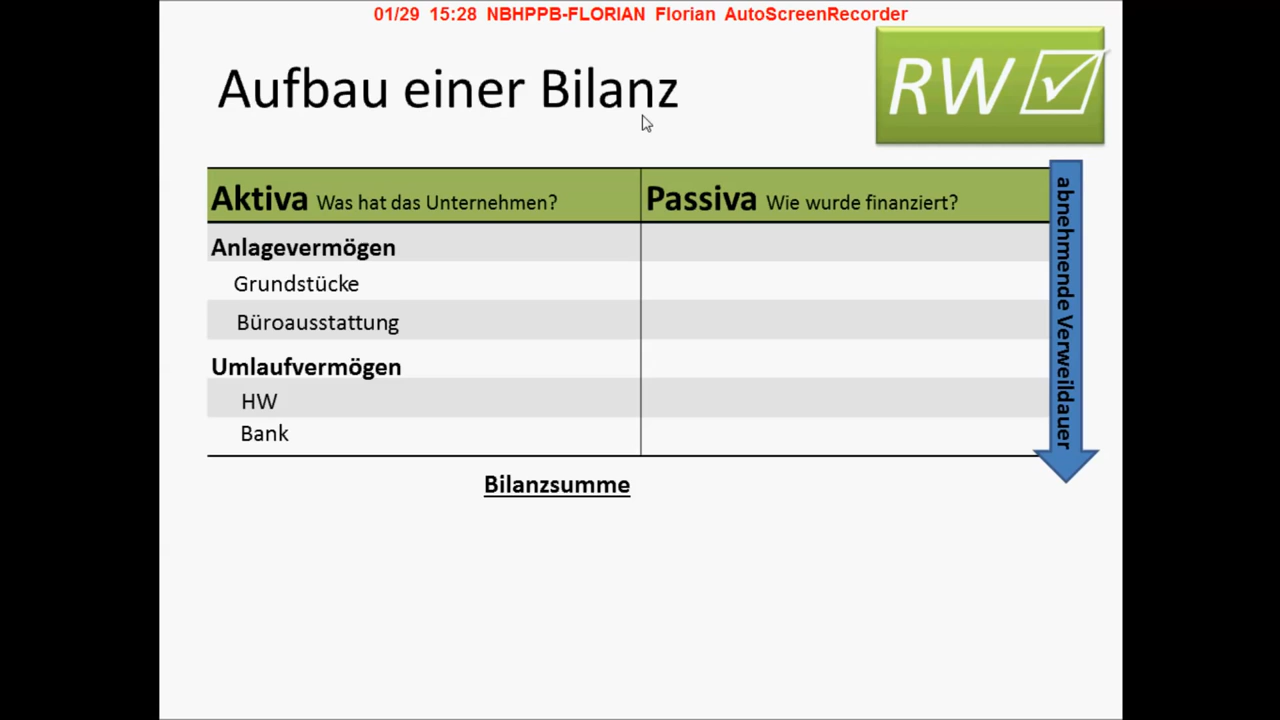 01/29 15:28 NBHPPB-FLORIAN Florian AutoScreenRecorder
Aufbau einer Bilanz
RW
Aktiva Was hat das Unternehmen?
Passiva Wie wurde finanziert?
Anlagevermögen
Grundstücke
Büroausstattung
Umlaufvermögen
HW
Bank
Bilanzsumme
abnehmende Verweildauer